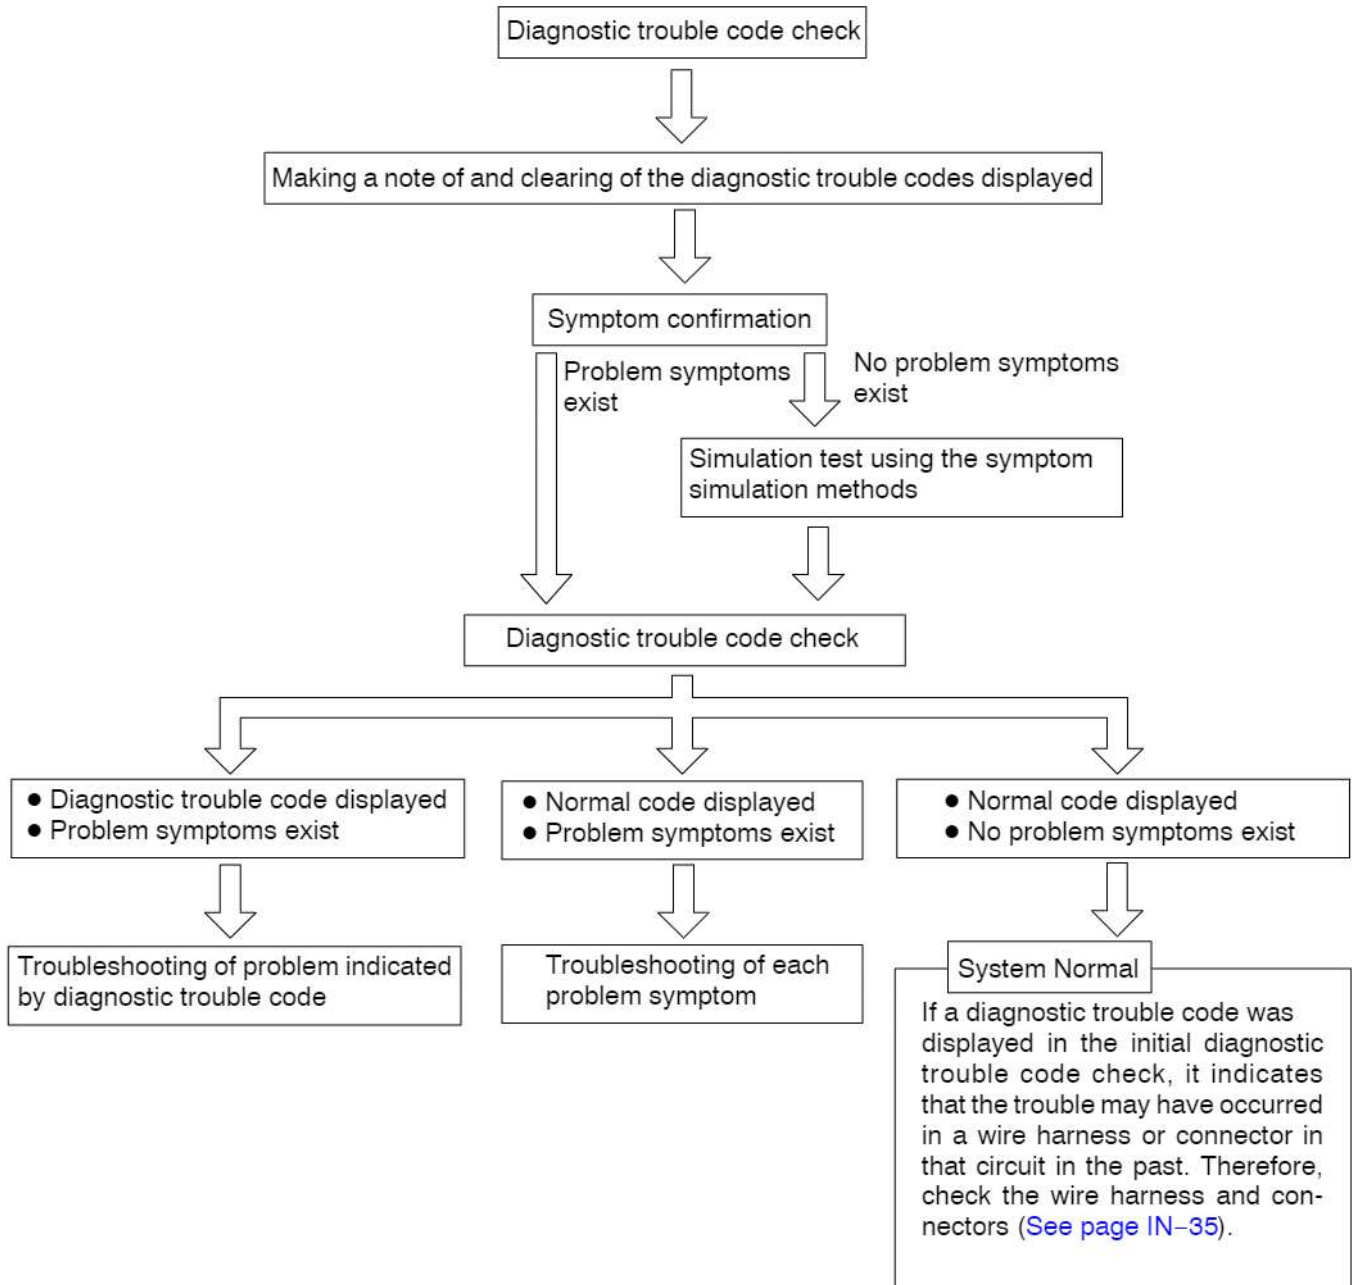 Diagnostic trouble code check
Making a note of and clearing of the diagnostic trouble codes displayed
Symptom confirmation
Problem symptoms
exist
No problem symptoms
exist
Simulation test using the symptom
simulation methods
Diagnostic trouble code check
● Diagnostic trouble code displayed
● Problem symptoms exist
● Normal code displayed
● Problem symptoms exist
● Normal code displayed
● No problem symptoms exist
Troubleshooting of problem indicated
by diagnostic trouble code
Troubleshooting of each
problem symptom
System Normal
If a diagnostic trouble code was
displayed in the initial diagnostic
trouble code check, it indicates
that the trouble may have occurred
in a wire harness or connector in
that circuit in the past. Therefore,
check the wire harness and con-
nectors (See page IN–35).